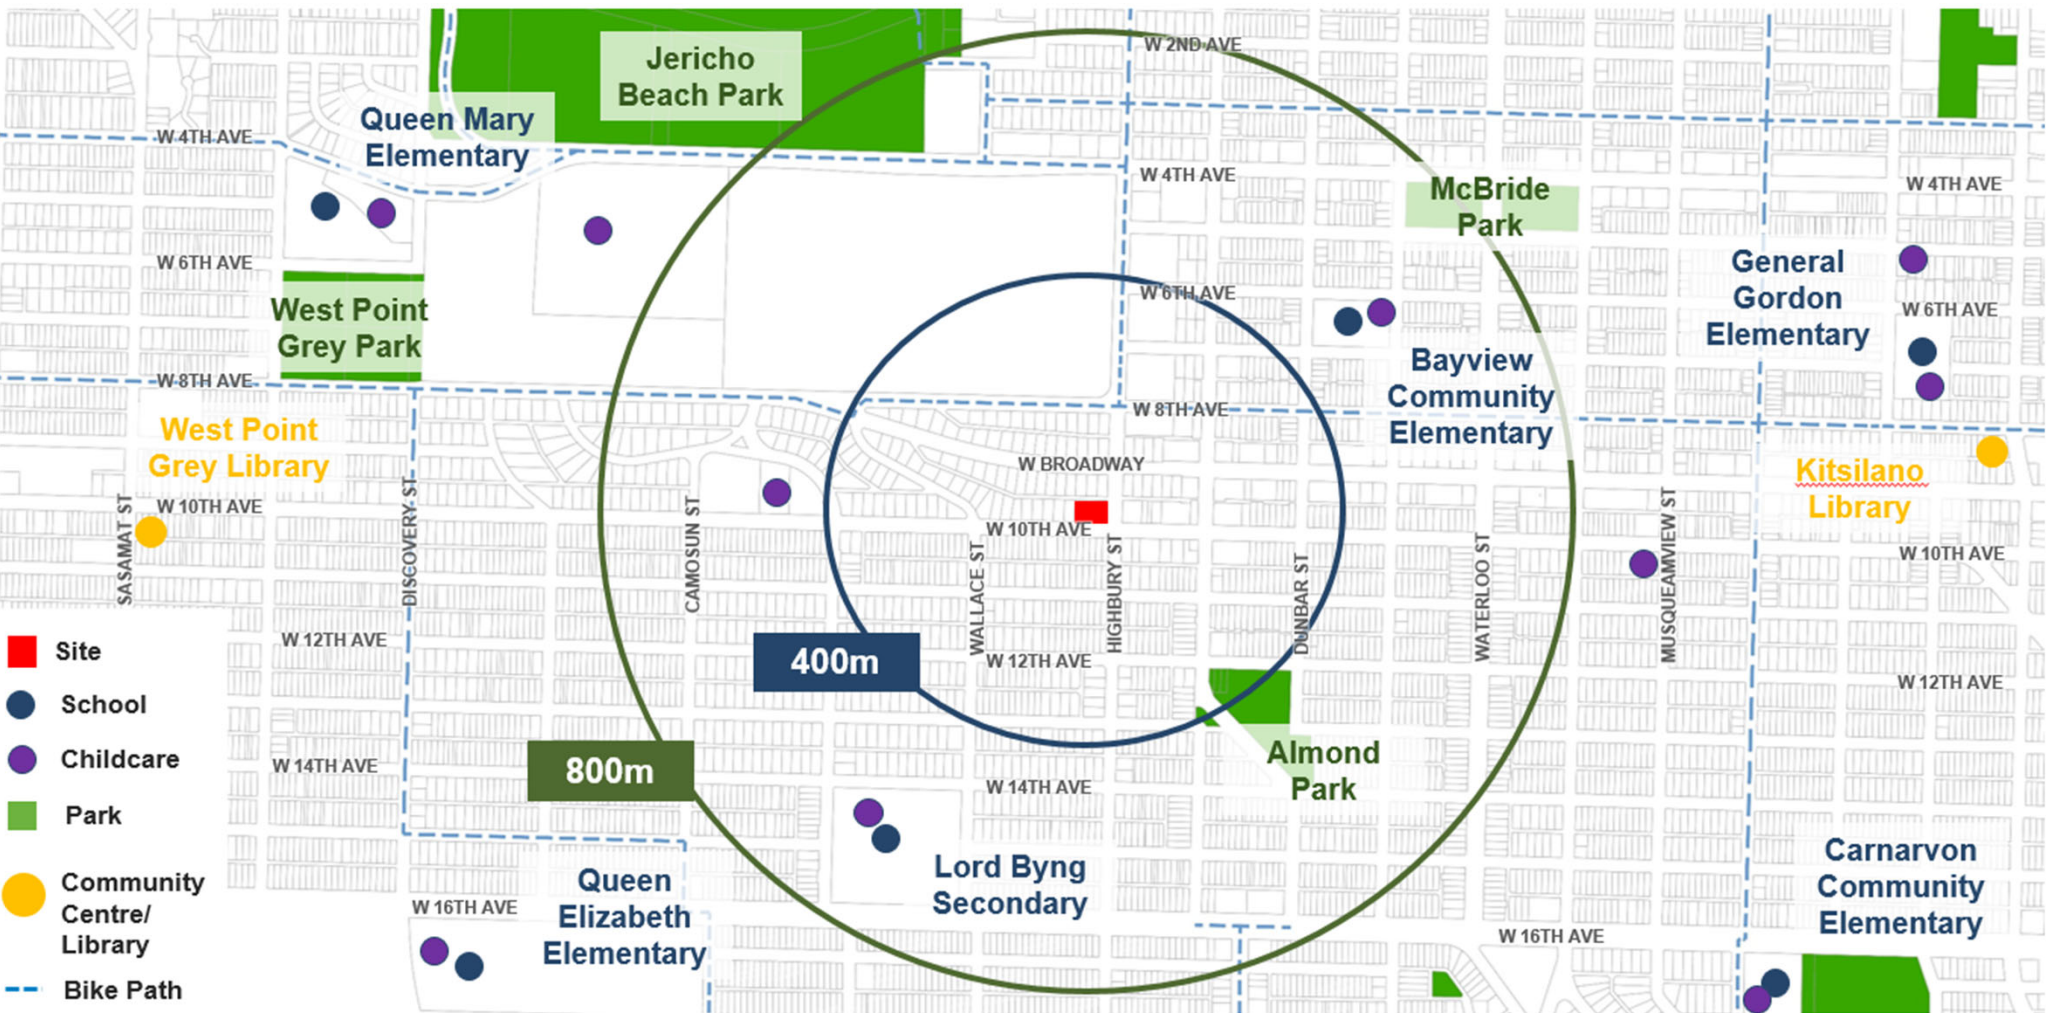 W 2ND AVE
Jericho
Beach Park
Queen Mary
Elementary
W 4TH AVE
W 4TH AVE
W 4TH AVE
McBride
Park
General
Gordon
Elementary
W 6TH AVE
W 6TH AVE
W 6TH AVE
West Point
Grey Park
Bayview
Community
Elementary
W 8TH AVE
W 8TH AVE
West Point
Grey Library
W BROADWAY
Kitsilano
Library
W 10TH AVE
W 10TH AVE
W 10TH AVE
SASAMAT ST
DISCOVERY ST
CAMOSUN ST
WALLACE ST
HIGHBURY ST
DUNBAR ST
WATERLOO ST
MUSQUEAMVIEW ST
W 12TH AVE
W 12TH AVE
W 12TH AVE
400m
800m
Almond
Park
W 14TH AVE
W 14TH AVE
Lord Byng
Secondary
Queen
Elizabeth
Elementary
Carnarvon
Community
Elementary
W 16TH AVE
W 16TH AVE
Site
School
Childcare
Park
Community
Centre/
Library
Bike Path